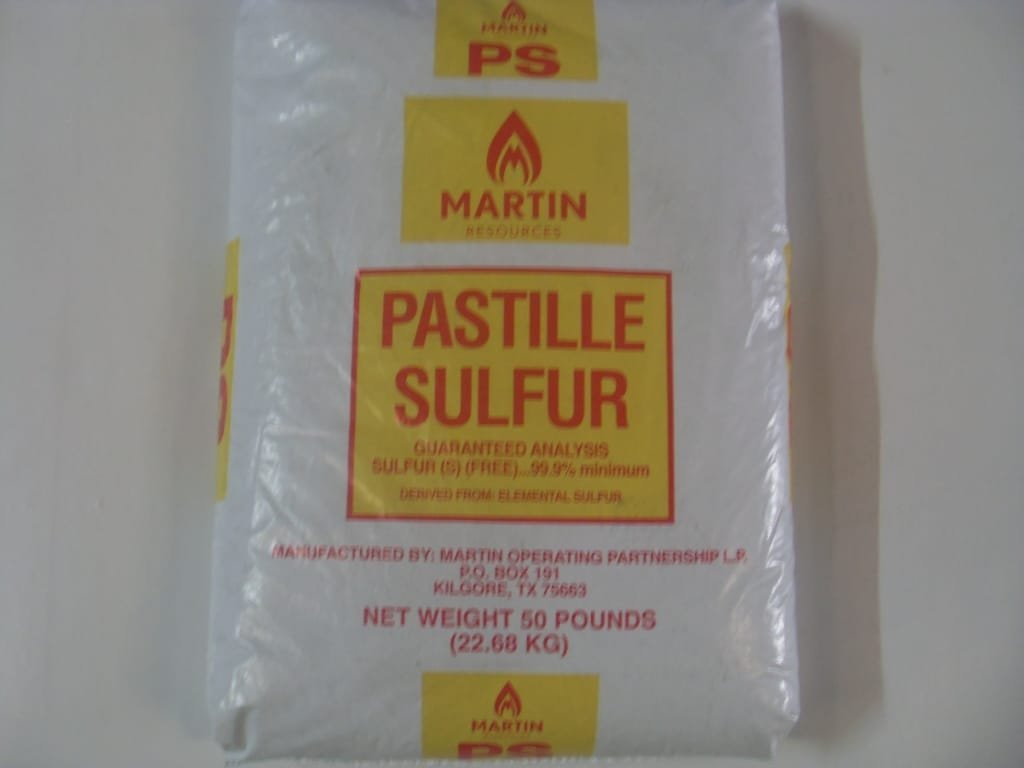 MARTIN
PS
MARTIN
RESOURCES
PASTILLE
SULFUR
GUARANTEED ANALYSIS
SULFUR (S) (FREE)...99.9% minimum
DERIVED FROM: ELEMENTAL SULFUR
MANUFACTURED BY: MARTIN OPERATING PARTNERSHIP L.P.
P.O. BOX 191
KILGORE, TX 75663
NET WEIGHT 50 POUNDS
(22.68 KG)
MARTIN
PS